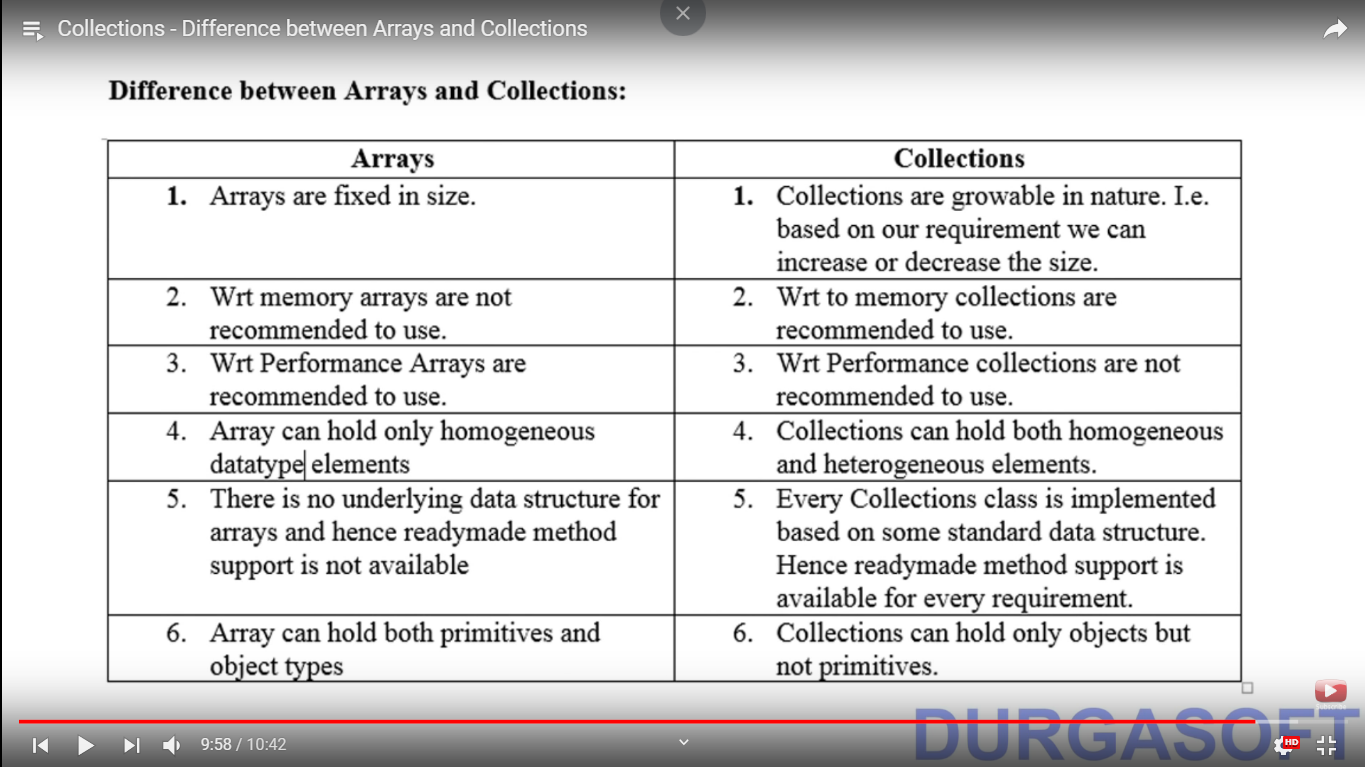 Collections - Difference between Arrays and Collections
Difference between Arrays and Collections:
Arrays
Collections
1. Arrays are fixed in size.
1. Collections are growable in nature. I.e.
based on our requirement we can
increase or decrease the size.
2. Wrt memory arrays are not
recommended to use.
2. Wrt to memory collections are
recommended to use.
3. Wrt Performance Arrays are
recommended to use.
3. Wrt Performance collections are not
recommended to use.
4. Array can hold only homogeneous
datatype elements
4. Collections can hold both homogeneous
and heterogeneous elements.
5. There is no underlying data structure for
arrays and hence readymade method
support is not available
5. Every Collections class is implemented
based on some standard data structure.
Hence readymade method support is
available for every requirement.
6. Array can hold both primitives and
object types
6. Collections can hold only objects but
not primitives.
DURGASOFT
9:58 / 10:42
HD